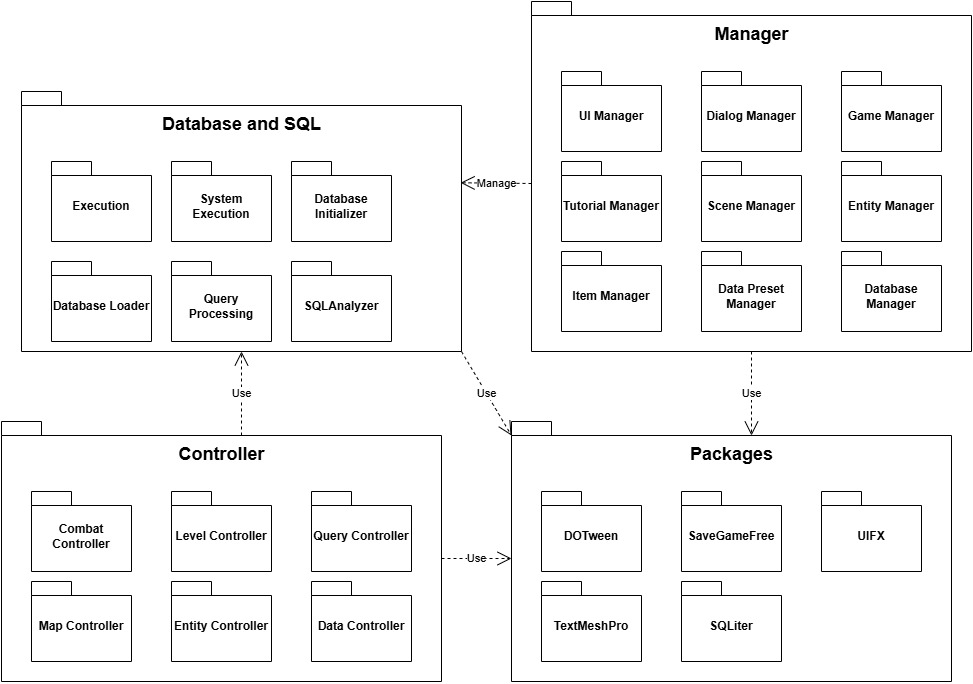 Manager
UI Manager
Dialog Manager
Game Manager
Tutorial Manager
Scene Manager
Entity Manager
Item Manager
Data Preset
Manager
Database
Manager
Database and SQL
Execution
System
Execution
Database
Initializer
Database Loader
Query
Processing
SQLAnalyzer
Manage
Use
Use
Use
Controller
Combat
Controller
Level Controller
Query Controller
Map Controller
Entity Controller
Data Controller
Use
Packages
DOTween
SaveGameFree
UIFX
TextMeshPro
SQLiter